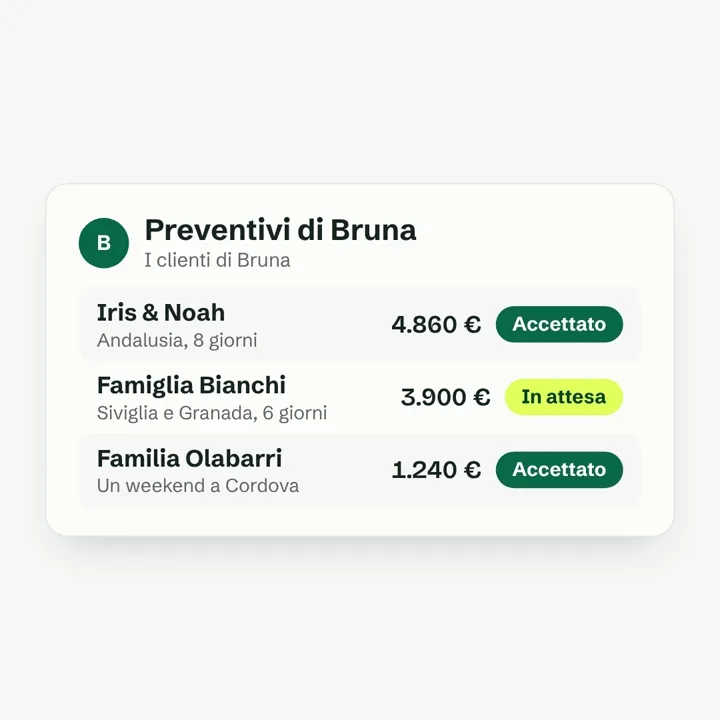 B
Preventivi di Bruna
I clienti di Bruna
Iris & Noah
Andalusia, 8 giorni
4.860 €
Accettato
Famiglia Bianchi
Siviglia e Granada, 6 giorni
3.900 €
In attesa
Familia Olabarri
Un weekend a Cordova
1.240 €
Accettato